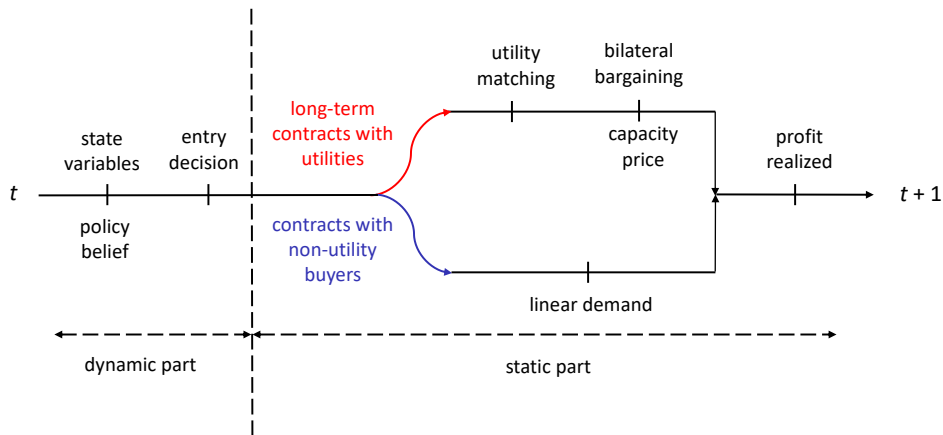 t
state
variables
policy
belief
entry
decision
long-term
contracts with
utilities
contracts with
non-utility
buyers
utility
matching
bilateral
bargaining
capacity
price
linear demand
profit
realized
t + 1
dynamic part
static part